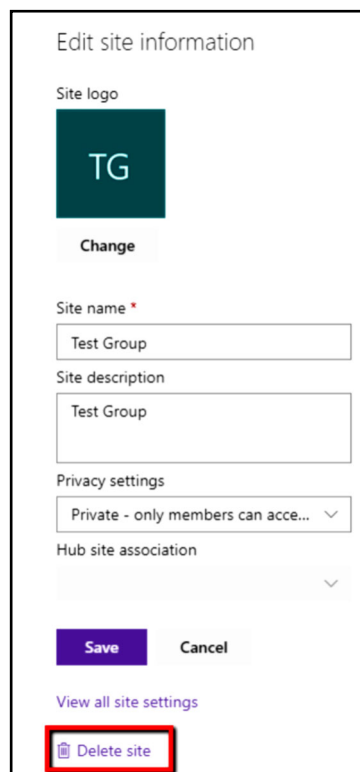 Edit site information
Site logo
TG
Change
Site name *
Test Group
Site description
Test Group
Privacy settings
Private - only members can acce...
Hub site association
Save Cancel
View all site settings
Delete site